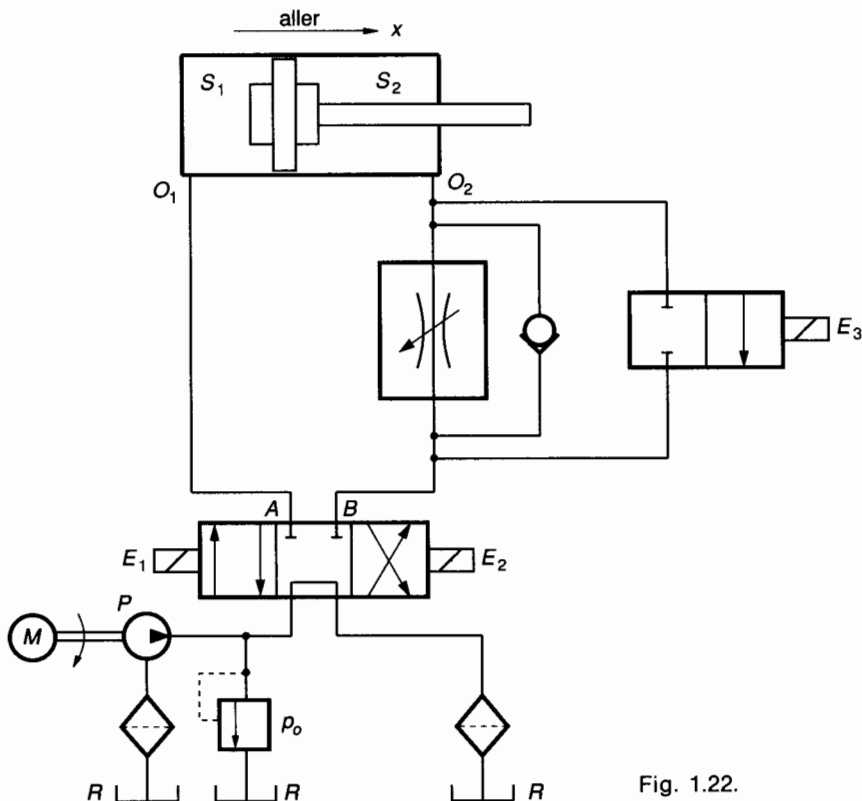 aller
x
S1 S2
O1 O2
E3
A B
E1 E2
P
M
po
R R R
Fig. 1.22.